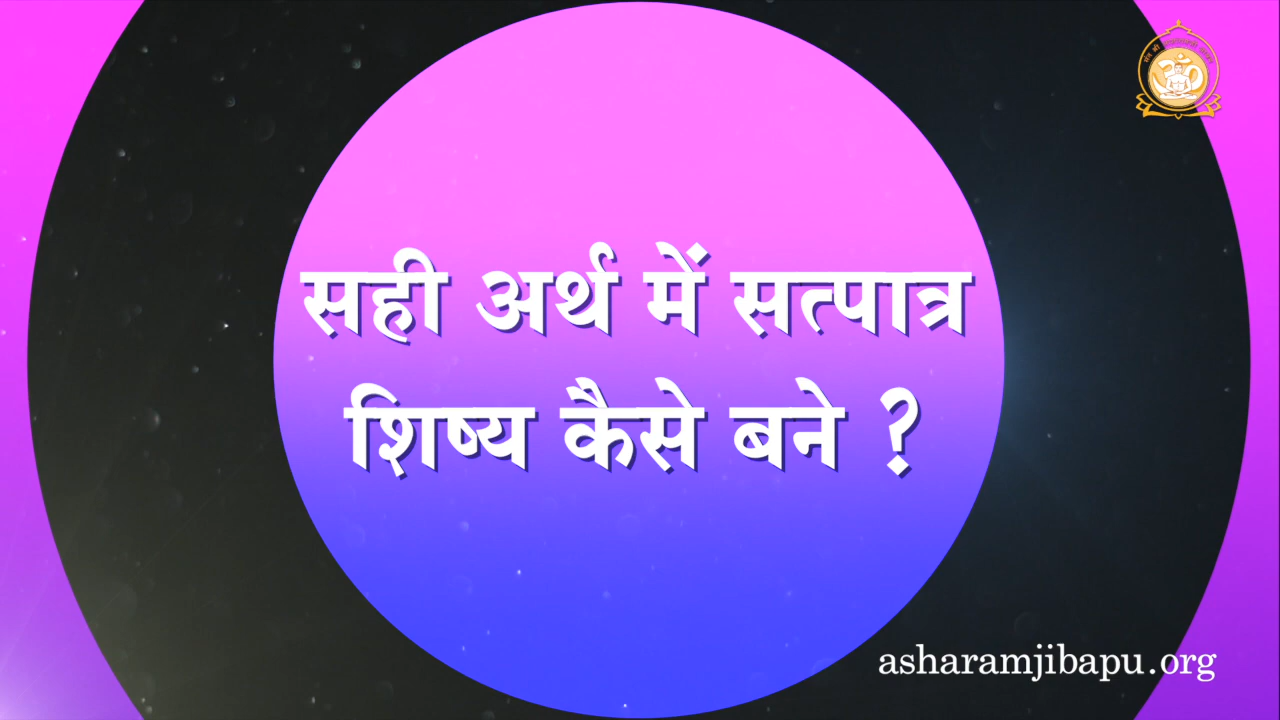 सही अर्थ में सत्पात्र
शिष्य कैसे बने ?
asharamjibapu.org